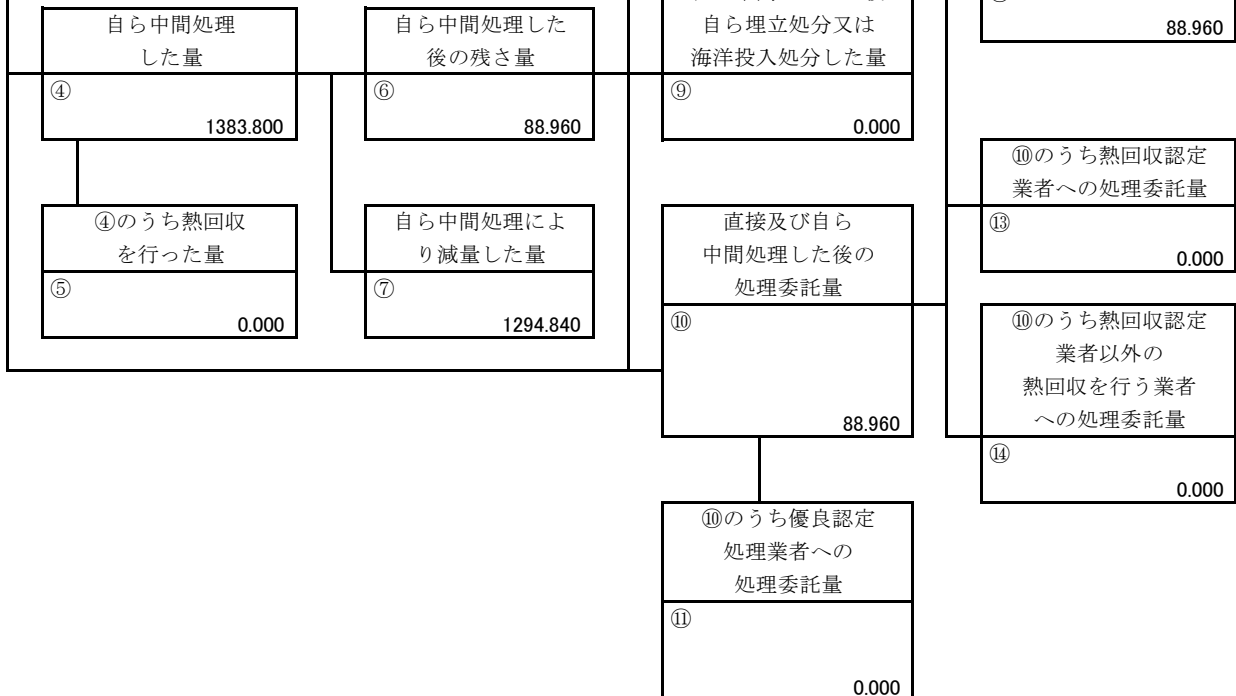 自ら中間処理
した量
④
1383.800
自ら中間処理した
後の残さ量
⑥
88.960
自ら埋立処分又は
海洋投入処分した量
⑨
0.000
88.960
④のうち熱回収
を行った量
⑤
0.000
自ら中間処理によ
り減量した量
⑦
1294.840
直接及び自ら
中間処理した後の
処理委託量
⑩
88.960
⑩のうち熱回収認定
業者への処理委託量
⑬
0.000
⑩のうち熱回収認定
業者以外の
熱回収を行う業者
への処理委託量
⑭
0.000
⑩のうち優良認定
処理業者への
処理委託量
⑪
0.000